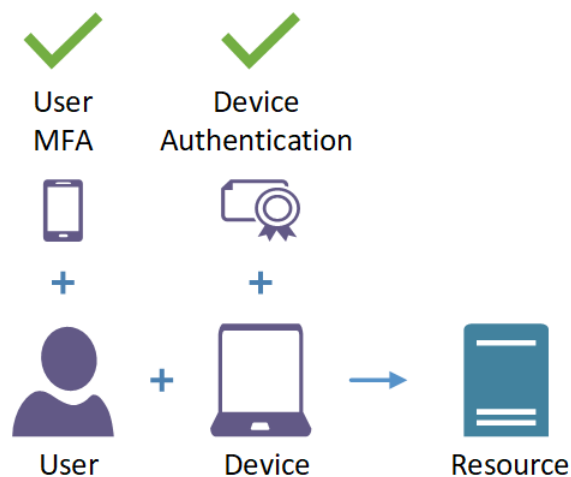 User
MFA
Device
Authentication
User
Device
Resource